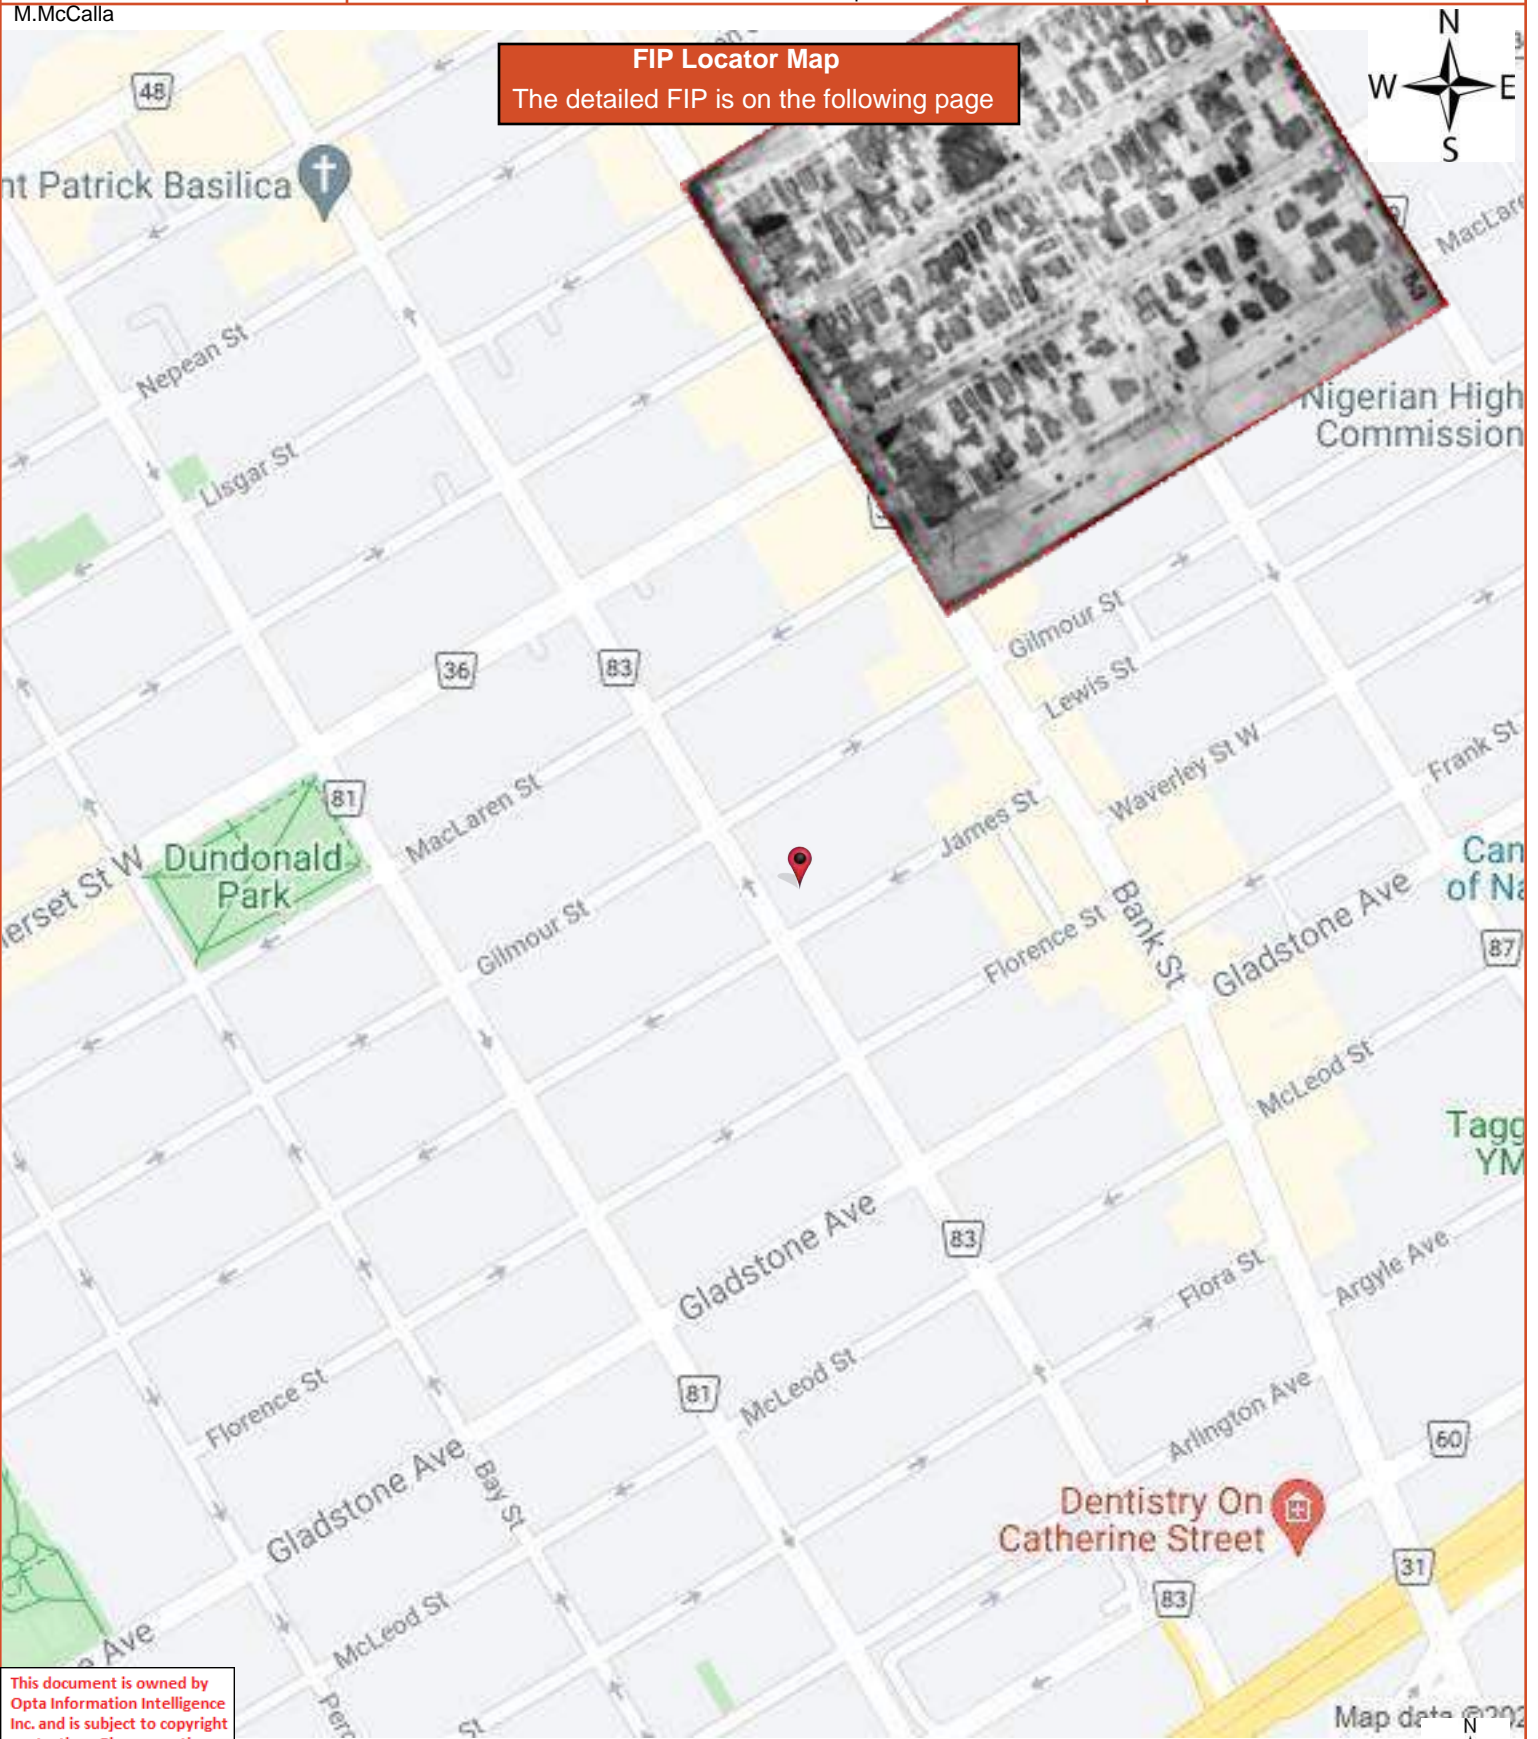 M.McCalla
FIP Locator Map
The detailed FIP is on the following page
N
W
E
S
48
nt Patrick Basilica
MacLare
Nepean St
Nigerian High
Commission
Lisgar St
Gilmour St
36
83
Lewis St
Waverley St W
Frank St
81
MacLaren St
James St
Dundonald
Park
erset St W
Can
of Na
Gilmour St
Bank St
Florence St
Gladstone Ave
87
McLeod St
Tagg
YM
Gladstone Ave
83
Flora St
Argyle Ave
81
McLeod St
Florence St
Arlington Ave
60
Gladstone Ave
Bay St
Dentistry On
Catherine Street
31
83
McLeod St
Ave
Perc
St
This document is owned by
Opta Information Intelligence
Inc. and is subject to copyright
Map data ©202
N